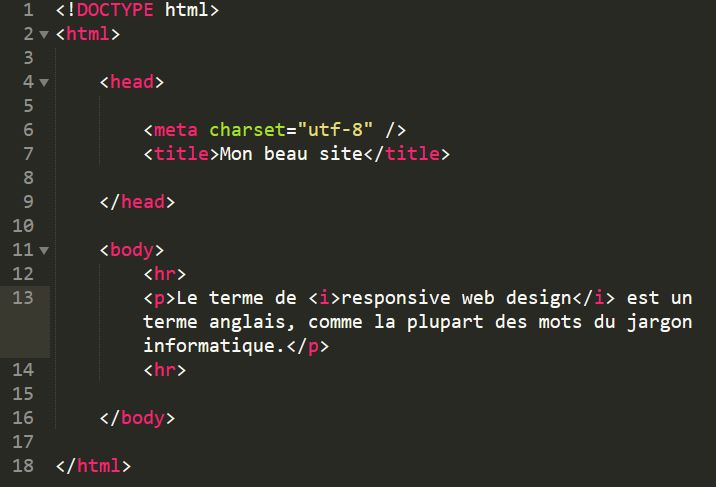 1 <!DOCTYPE html>
2 <html>
3
4 <head>
5
6 <meta charset="utf-8" />
7 <title>Mon beau site</title>
8
9 </head>
10
11 <body>
12 <hr>
13 <p>Le terme de <i>responsive web design</i> est un
terme anglais, comme la plupart des mots du jargon
informatique.</p>
14 <hr>
15
16 </body>
17
18 </html>